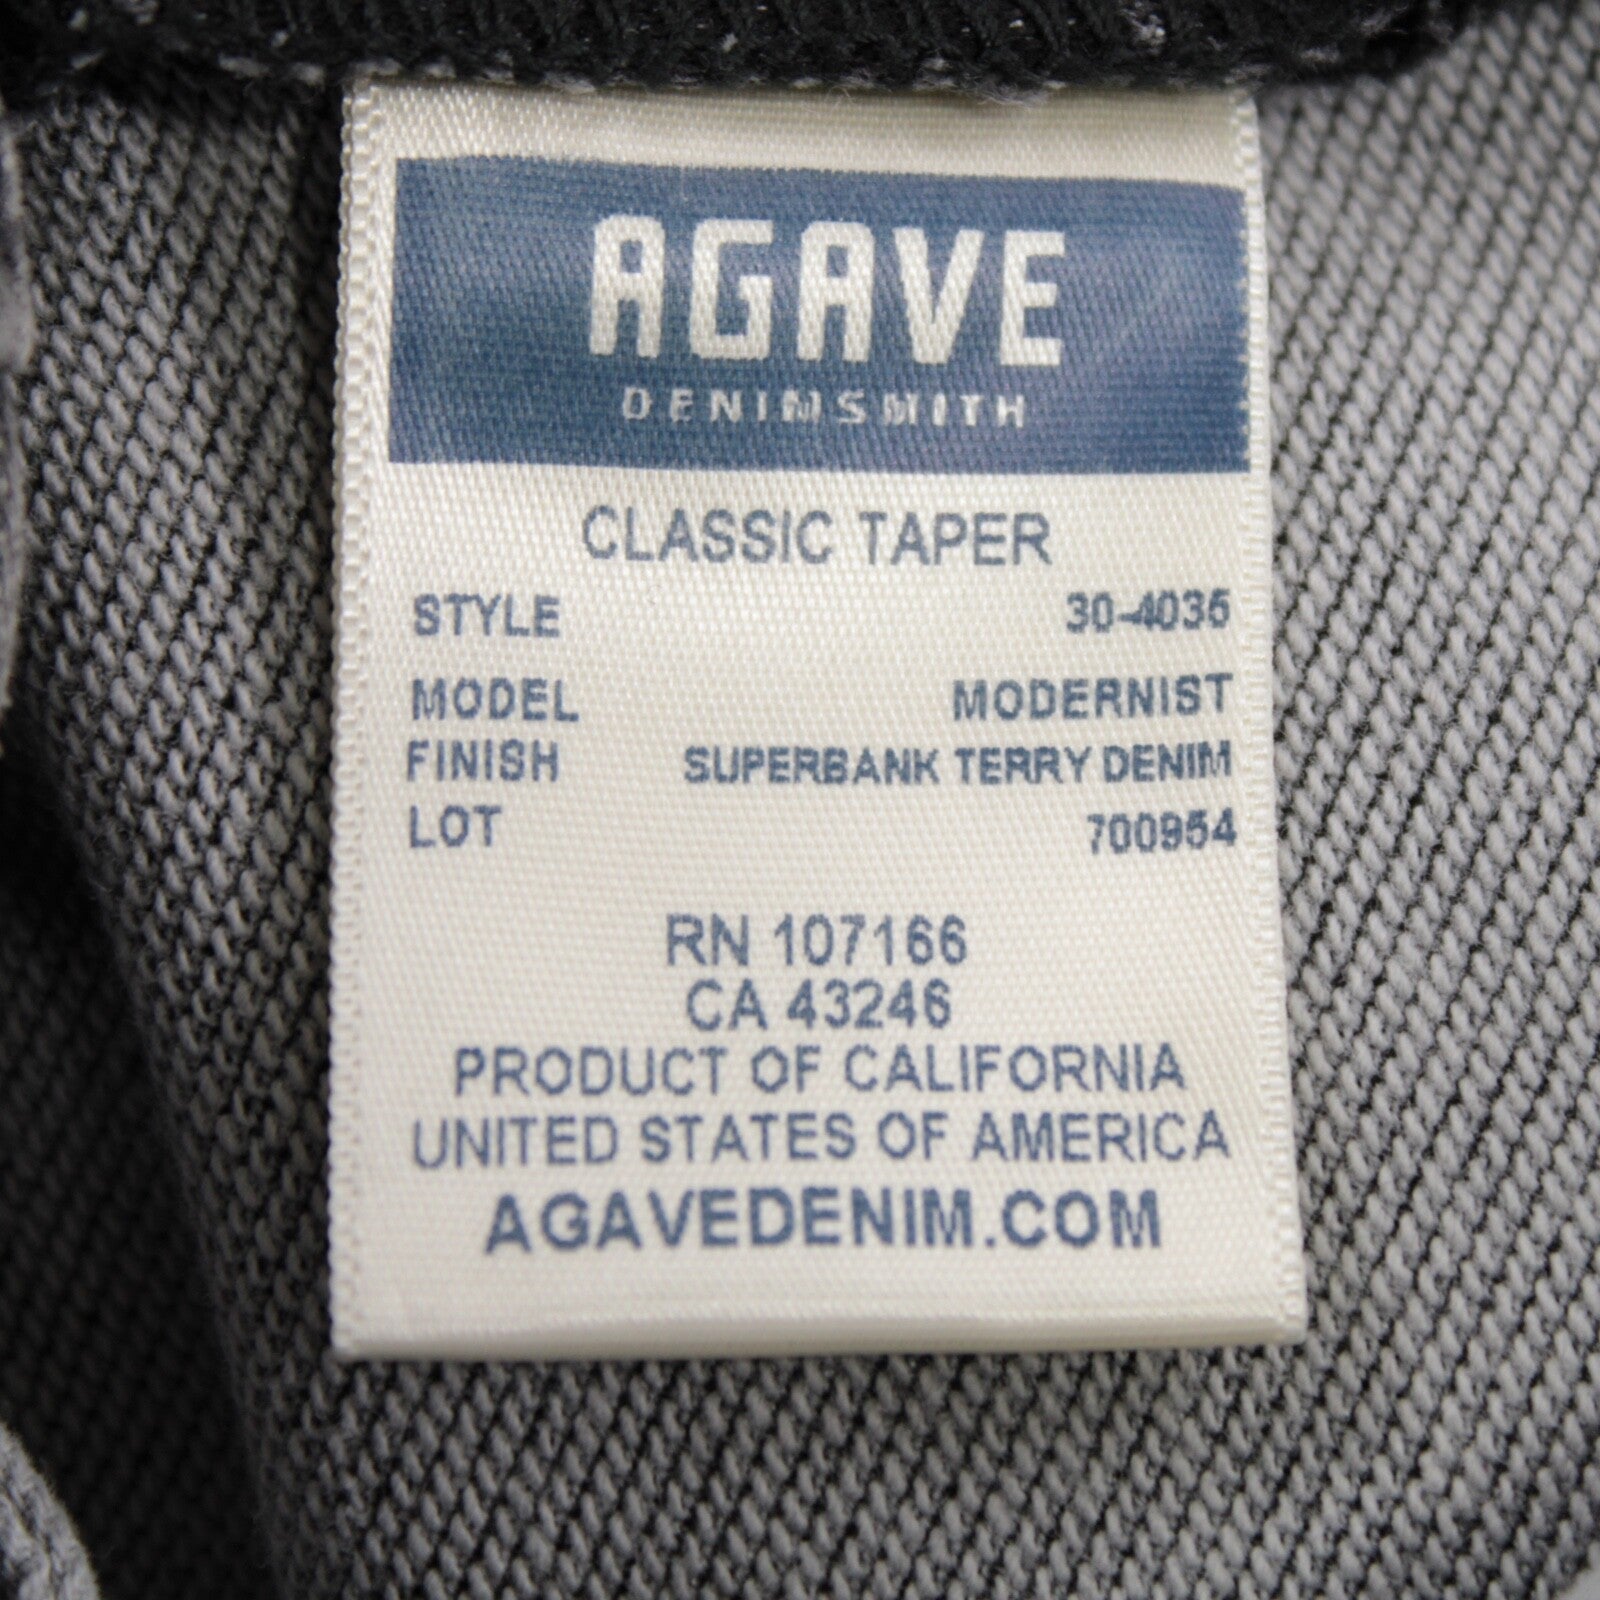 AGAVE
DENIMSMITH
CLASSIC TAPER
STYLE 30-4035
MODEL MODERNIST
FINISH SUPERBANK TERRY DENIM
LOT 700954
RN 107166
CA 43246
PRODUCT OF CALIFORNIA
UNITED STATES OF AMERICA
AGAVEDENIM.COM